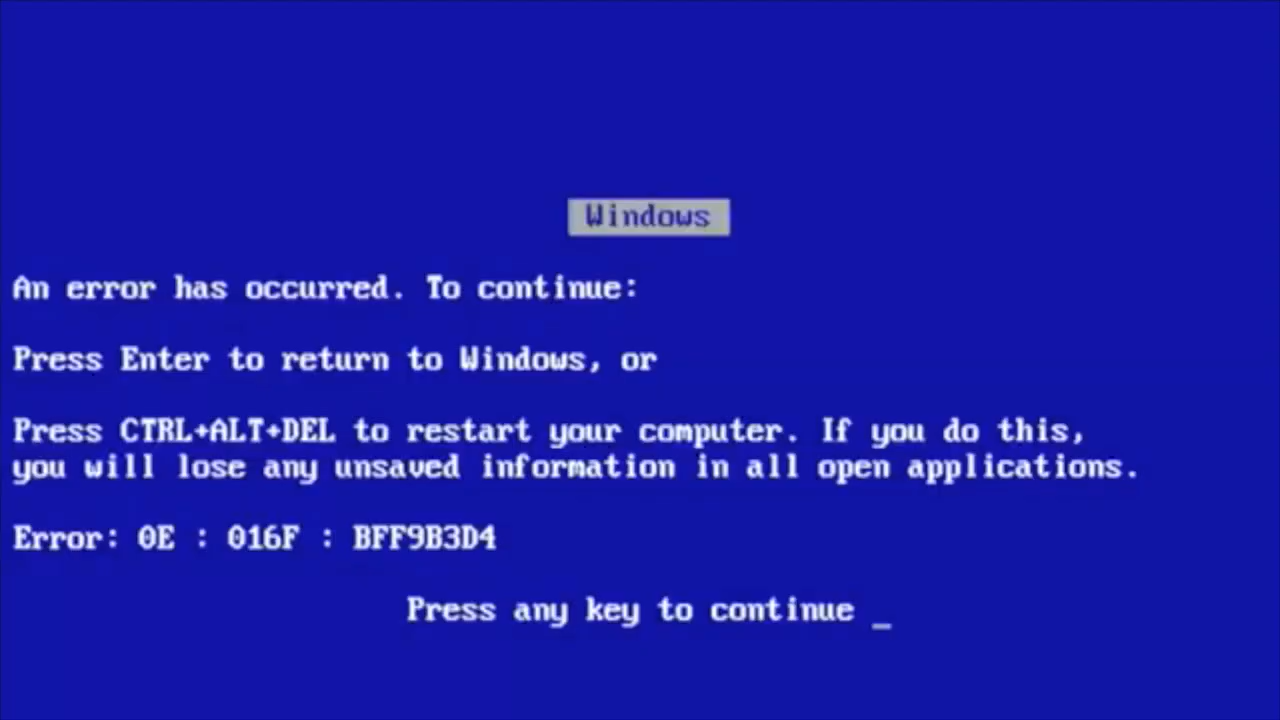 Windows
An error has occurred. To continue:
Press Enter to return to Windows, or
Press CTRL+ALT+DEL to restart your computer. If you do this,
you will lose any unsaved information in all open applications.
Error: 0E : 016F : BFF9B3D4
Press any key to continue _